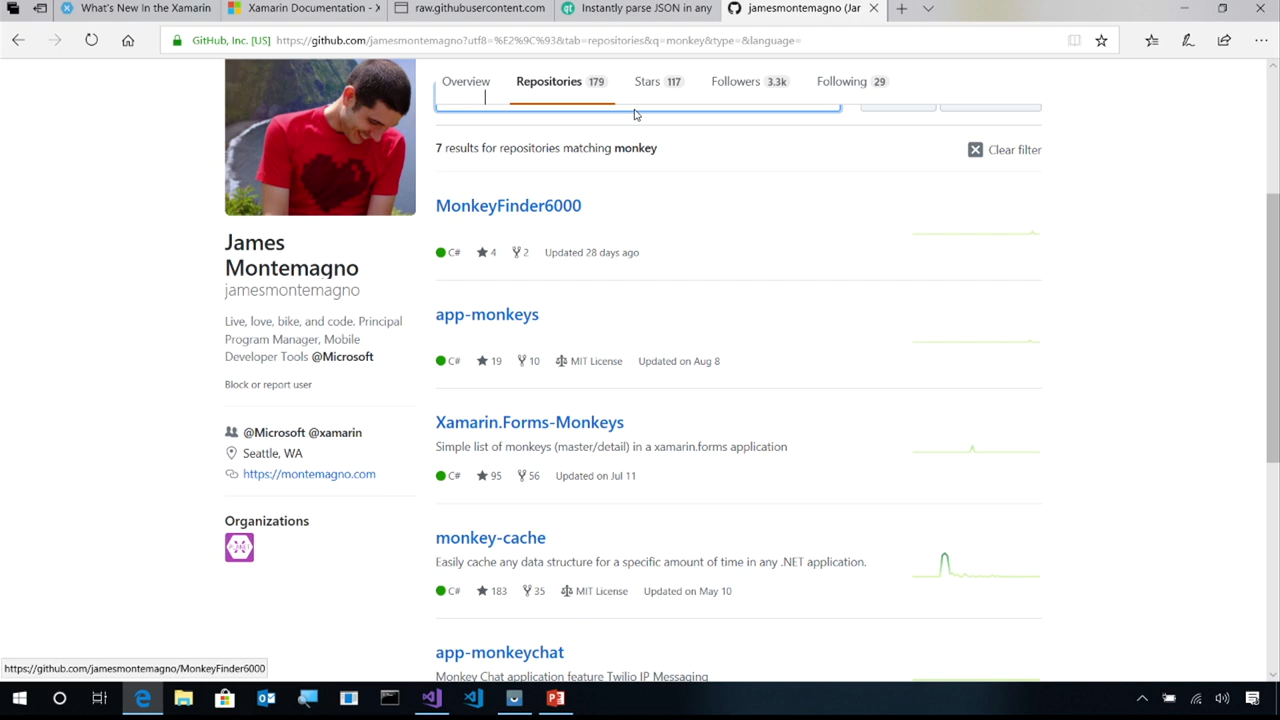 What's New In the Xamarin
Xamarin Documentation - X
raw.githubusercontent.com
Instantly parse JSON in any
jamesmontemagno (Jar
GitHub, Inc. [US] https://github.com/jamesmontemagno?utf8=%E2%9C%93&tab=repositories&q=monkey&type=&language=
Overview Repositories 179 Stars 117 Followers 3.3k Following 29
7 results for repositories matching monkey
Clear filter
MonkeyFinder6000
C# 4 2 Updated 28 days ago
James
Montemagno
jamesmontemagno
Live, love, bike, and code. Principal
Program Manager, Mobile
Developer Tools @Microsoft
Block or report user
@Microsoft @xamarin
Seattle, WA
https://montemagno.com
Organizations
app-monkeys
C# 19 10 MIT License Updated on Aug 8
Xamarin.Forms-Monkeys
Simple list of monkeys (master/detail) in a xamarin.forms application
C# 95 56 Updated on Jul 11
monkey-cache
Easily cache any data structure for a specific amount of time in any .NET application.
C# 183 35 MIT License Updated on May 10
app-monkeychat
Monkey Chat application feature Twilio IP Messaging
https://github.com/jamesmontemagno/MonkeyFinder6000